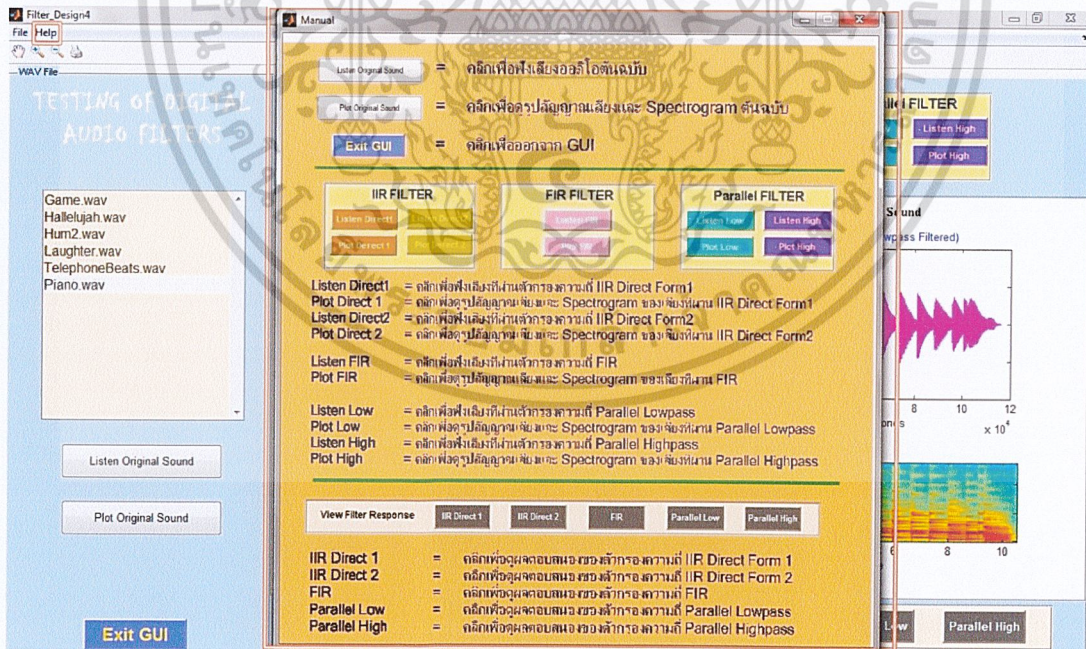 Filter_Design4
File Help
WAV File
TESTING OF DIGITAL
AUDIO FILTERS
Game.wav
Hallelujah.wav
Hum2.wav
Laughter.wav
TelephoneBeats.wav
Piano.wav
Listen Original Sound
Plot Original Sound
Exit GUI
Manual
Listen Original Sound = คลิกเพื่อฟังเสียงออดิโอต้นฉบับ
Plot Original Sound = คลิกเพื่อดูรูปสัญญาณเสียงและ Spectrogram ต้นฉบับ
Exit GUI = คลิกเพื่อออกจาก GUI
IIR FILTER FIR FILTER Parallel FILTER
Listen Direct1 Listen Direct2 Listen FIR Listen Low Listen High
Plot Derect 1 Plot Direct 2 Plot FIR Plot Low Plot High
Listen Direct1 = คลิกเพื่อฟังเสียงที่ผ่านตัวกรองความถี่ IIR Direct Form1
Plot Direct 1 = คลิกเพื่อดูรูปสัญญาณเสียงและ Spectrogram ของเสียงที่ผ่าน IIR Direct Form1
Listen Direct2 = คลิกเพื่อฟังเสียงที่ผ่านตัวกรองความถี่ IIR Direct Form2
Plot Direct 2 = คลิกเพื่อดูรูปสัญญาณเสียงและ Spectrogram ของเสียงที่ผ่าน IIR Direct Form2
Listen FIR = คลิกเพื่อฟังเสียงที่ผ่านตัวกรองความถี่ FIR
Plot FIR = คลิกเพื่อดูรูปสัญญาณเสียงและ Spectrogram ของเสียงที่ผ่าน FIR
Listen Low = คลิกเพื่อฟังเสียงที่ผ่านตัวกรองความถี่ Parallel Lowpass
Plot Low = คลิกเพื่อดูรูปสัญญาณเสียงและ Spectrogram ของเสียงที่ผ่าน Parallel Lowpass
Listen High = คลิกเพื่อฟังเสียงที่ผ่านตัวกรองความถี่ Parallel Highpass
Plot High = คลิกเพื่อดูรูปสัญญาณเสียงและ Spectrogram ของเสียงที่ผ่าน Parallel Highpass
View Filter Response IIR Direct 1 IIR Direct 2 FIR Parallel Low Parallel High
IIR Direct 1 = คลิกเพื่อดูผลตอบสนองของตัวกรองความถี่ IIR Direct Form 1
IIR Direct 2 = คลิกเพื่อดูผลตอบสนองของตัวกรองความถี่ IIR Direct Form 2
FIR = คลิกเพื่อดูผลตอบสนองของตัวกรองความถี่ FIR
Parallel Low = คลิกเพื่อดูผลตอบสนองของตัวกรองความถี่ Parallel Lowpass
Parallel High = คลิกเพื่อดูผลตอบสนองของตัวกรองความถี่ Parallel Highpass
FILTER
Listen High
Plot High
Sound
Filtered)
8 10 12
x 10⁴
6 8 10
Low Parallel High